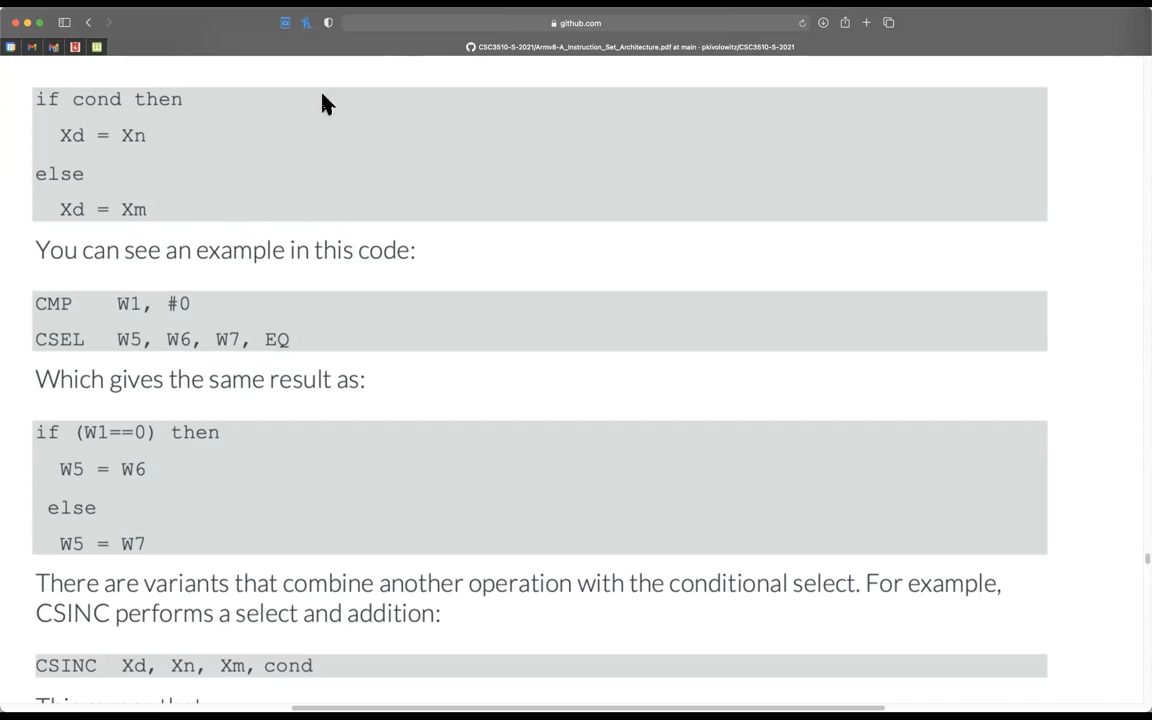 github.com
CSC3510-S-2021/Armv8-A_Instruction_Set_Architecture.pdf at main · pkivolowitz/CSC3510-S-2021
if cond then
Xd = Xn
else
Xd = Xm
You can see an example in this code:
CMP W1, #0
CSEL W5, W6, W7, EQ
Which gives the same result as:
if (W1==0) then
W5 = W6
else
W5 = W7
There are variants that combine another operation with the conditional select. For example,
CSINC performs a select and addition:
CSINC Xd, Xn, Xm, cond